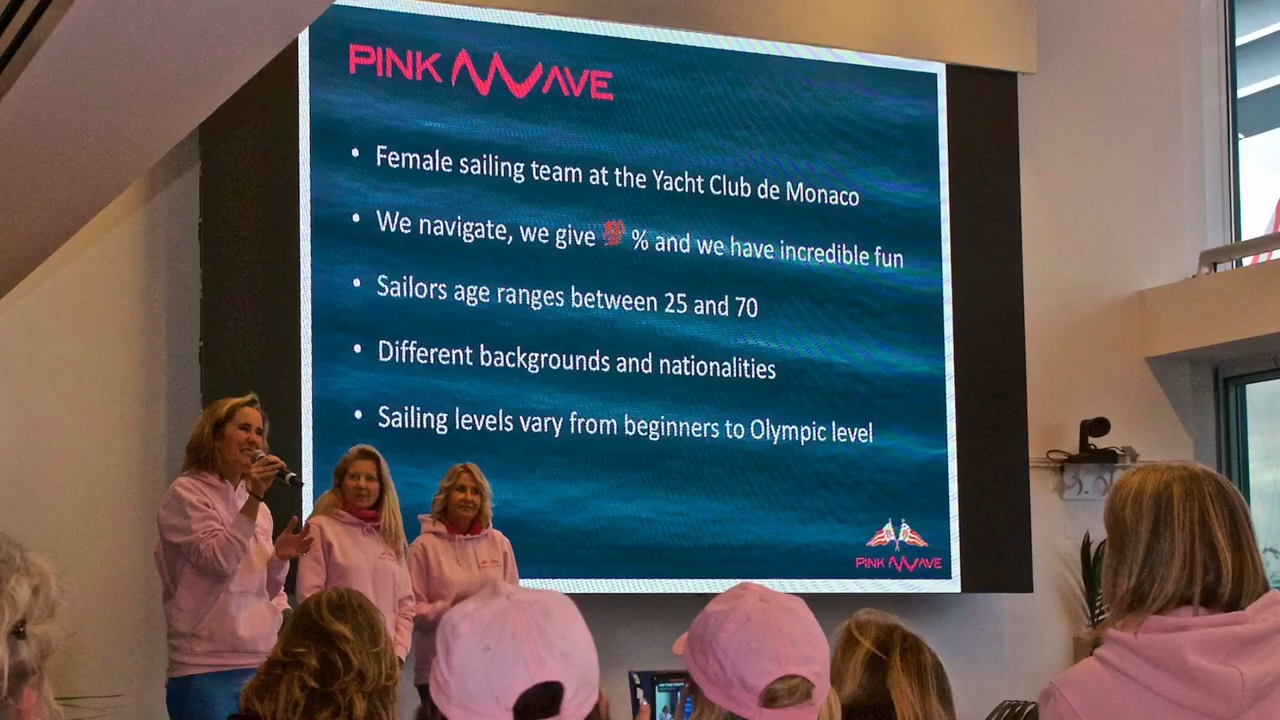 PINK WAVE
• Female sailing team at the Yacht Club de Monaco
• We navigate, we give 💯 % and we have incredible fun
• Sailors age ranges between 25 and 70
• Different backgrounds and nationalities
• Sailing levels vary from beginners to Olympic level
PINK WAVE